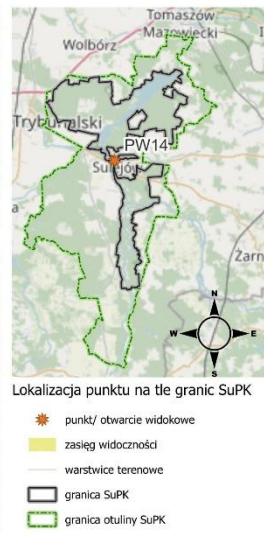 Tomaszów
Mazowiecki
Wolbórz
Trybunalski
PW14
Sulejów
Żarn
N
W
E
S
Lokalizacja punktu na tle granic SuPK
punkt/ otwarcie widokowe
zasięg widoczności
warstwice terenowe
granica SuPK
granica otuliny SuPK